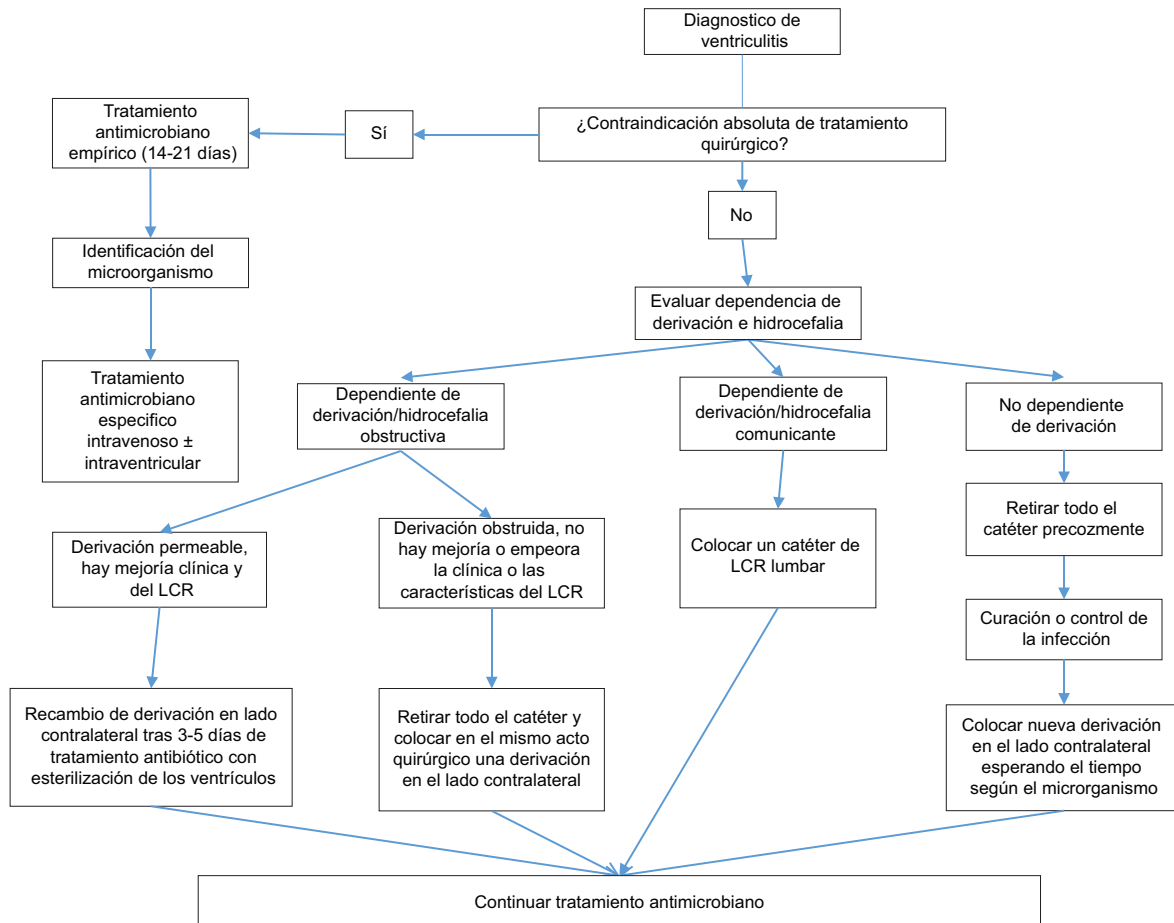 Diagnostico de
ventriculitis
Tratamiento
antimicrobiano
empírico (14-21 días)
Sí
¿Contraindicación absoluta de tratamiento
quirúrgico?
No
Identificación del
microorganismo
Evaluar dependencia de
derivación e hidrocefalia
Tratamiento
antimicrobiano
especifico
intravenoso ±
intraventricular
Dependiente de
derivación/hidrocefalia
obstructiva
Dependiente de
derivación/hidrocefalia
comunicante
No dependiente
de derivación
Derivación permeable,
hay mejoría clínica y
del LCR
Derivación obstruida, no
hay mejoría o empeora
la clínica o las
características del LCR
Colocar un catéter de
LCR lumbar
Retirar todo el
catéter precozmente
Curación o control de
la infección
Recambio de derivación en lado
contralateral tras 3-5 días de
tratamiento antibiótico con
esterilización de los ventrículos
Retirar todo el catéter y
colocar en el mismo acto
quirúrgico una derivación
en el lado contralateral
Colocar nueva derivación
en el lado contralateral
esperando el tiempo
según el microrganismo
Continuar tratamiento antimicrobiano